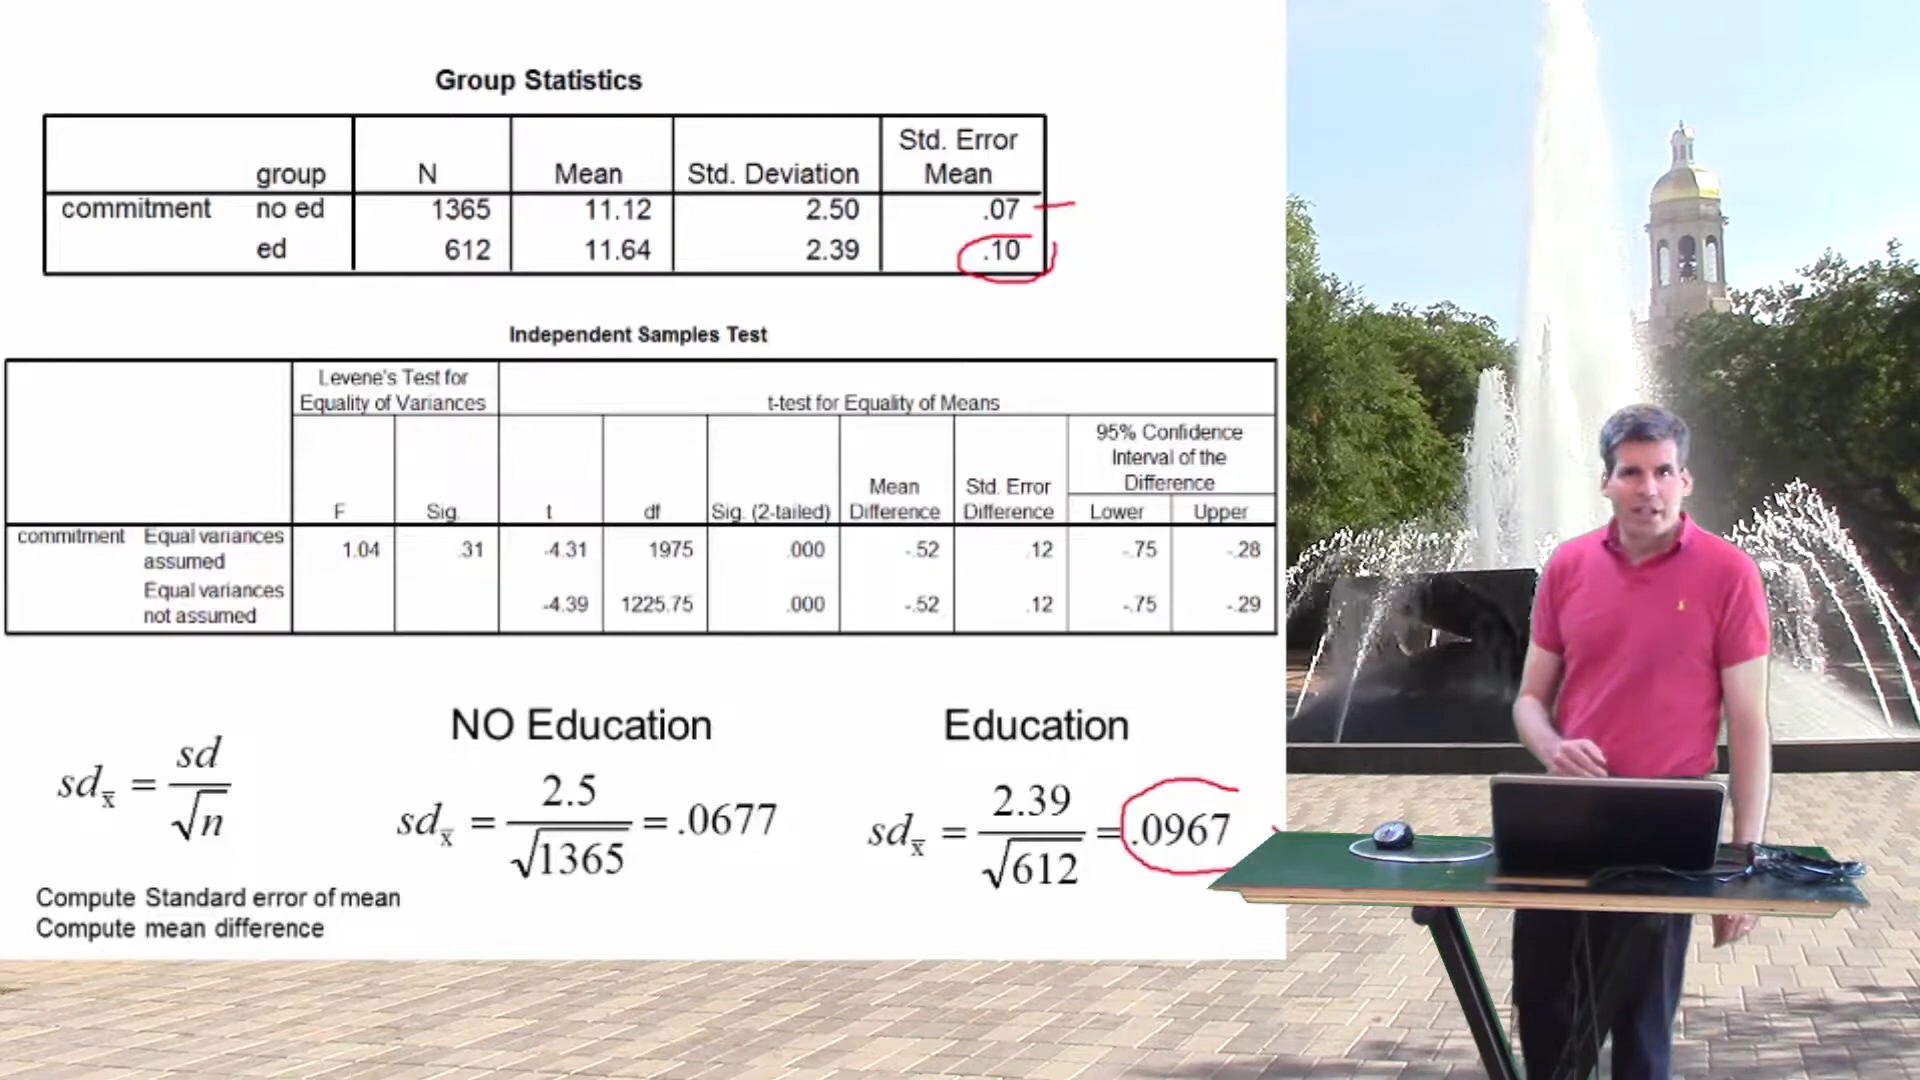 Group Statistics
group N Mean Std. Deviation Std. Error Mean
commitment no ed 1365 11.12 2.50 .07
ed 612 11.64 2.39 .10
Independent Samples Test
Levene's Test for Equality of Variances t-test for Equality of Means
95% Confidence Interval of the Difference
F Sig. t df Sig. (2-tailed) Mean Difference Std. Error Difference Lower Upper
commitment Equal variances assumed 1.04 .31 -4.31 1975 .000 -.52 .12 -.75 -.28
Equal variances not assumed -4.39 1225.75 .000 -.52 .12 -.75 -.29
NO Education Education
sd_x̄ = sd/√n sd_x̄ = 2.5/√1365 = .0677 sd_x̄ = 2.39/√612 = .0967
Compute Standard error of mean
Compute mean difference